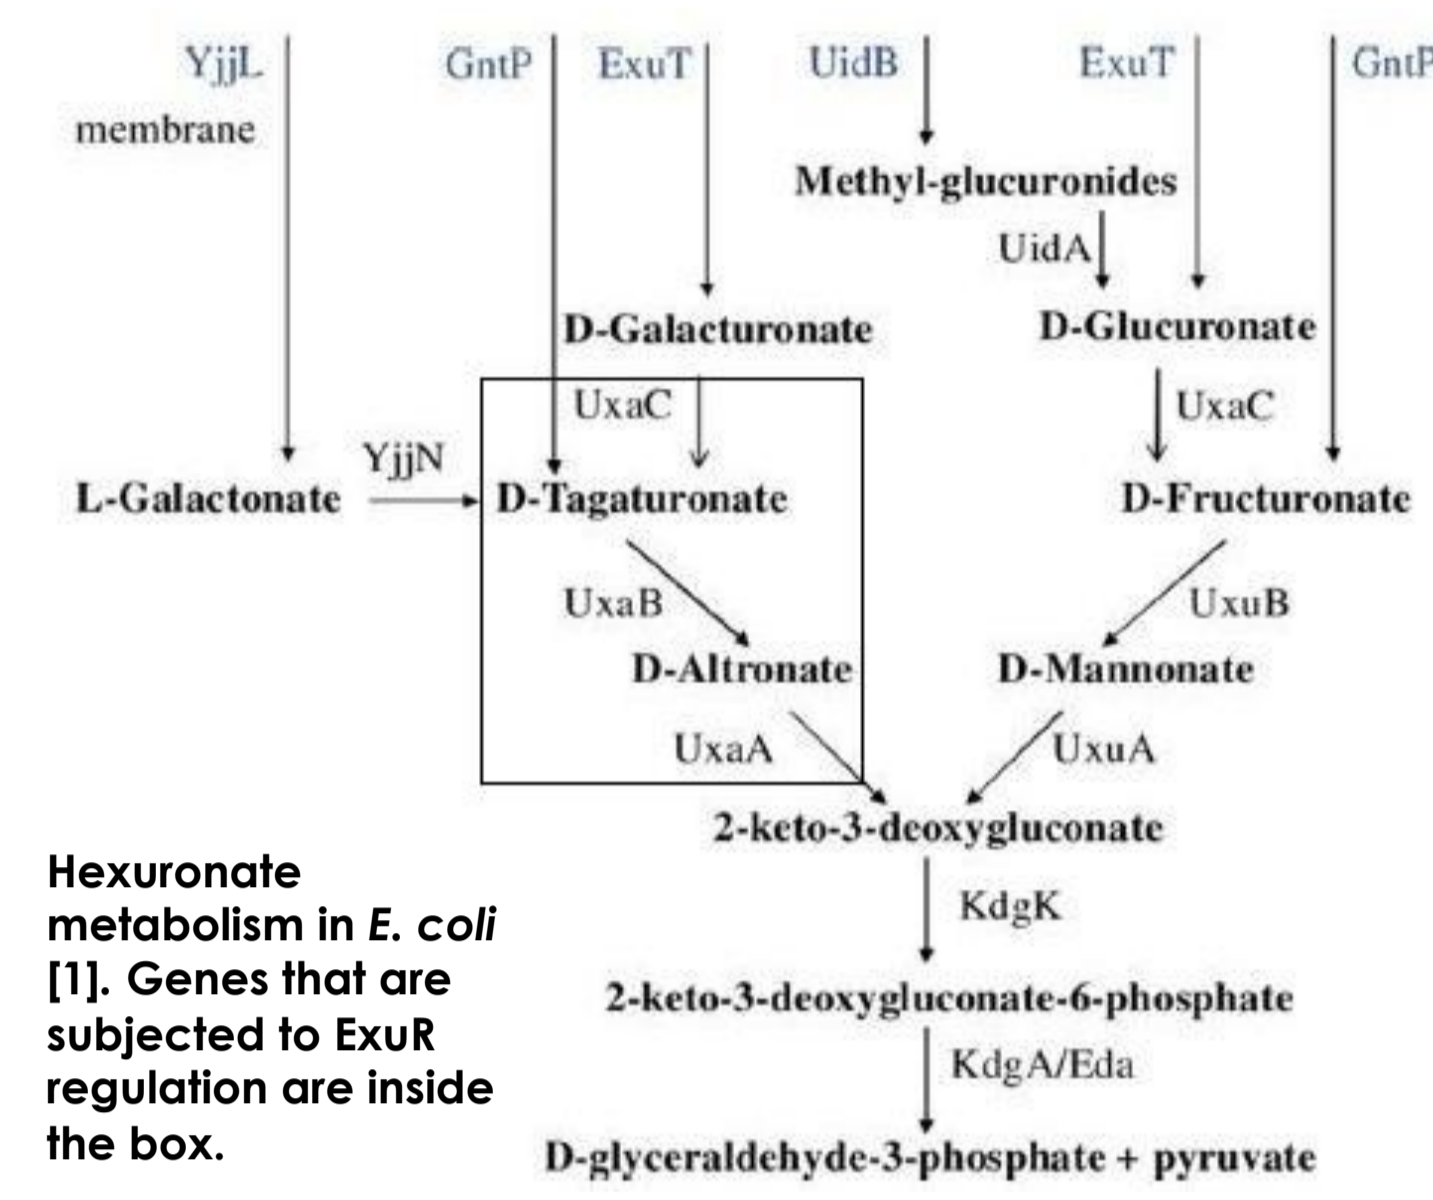 YjjL GntP ExuT UidB ExuT GntP
membrane
Methyl-glucuronides
UidA
D-Galacturonate D-Glucuronate
UxaC UxaC
YjjN
L-Galactonate D-Tagaturonate D-Fructuronate
UxaB UxuB
D-Altronate D-Mannonate
UxaA UxuA
2-keto-3-deoxygluconate
KdgK
2-keto-3-deoxygluconate-6-phosphate
KdgA/Eda
D-glyceraldehyde-3-phosphate + pyruvate
Hexuronate
metabolism in E. coli
[1]. Genes that are
subjected to ExuR
regulation are inside
the box.